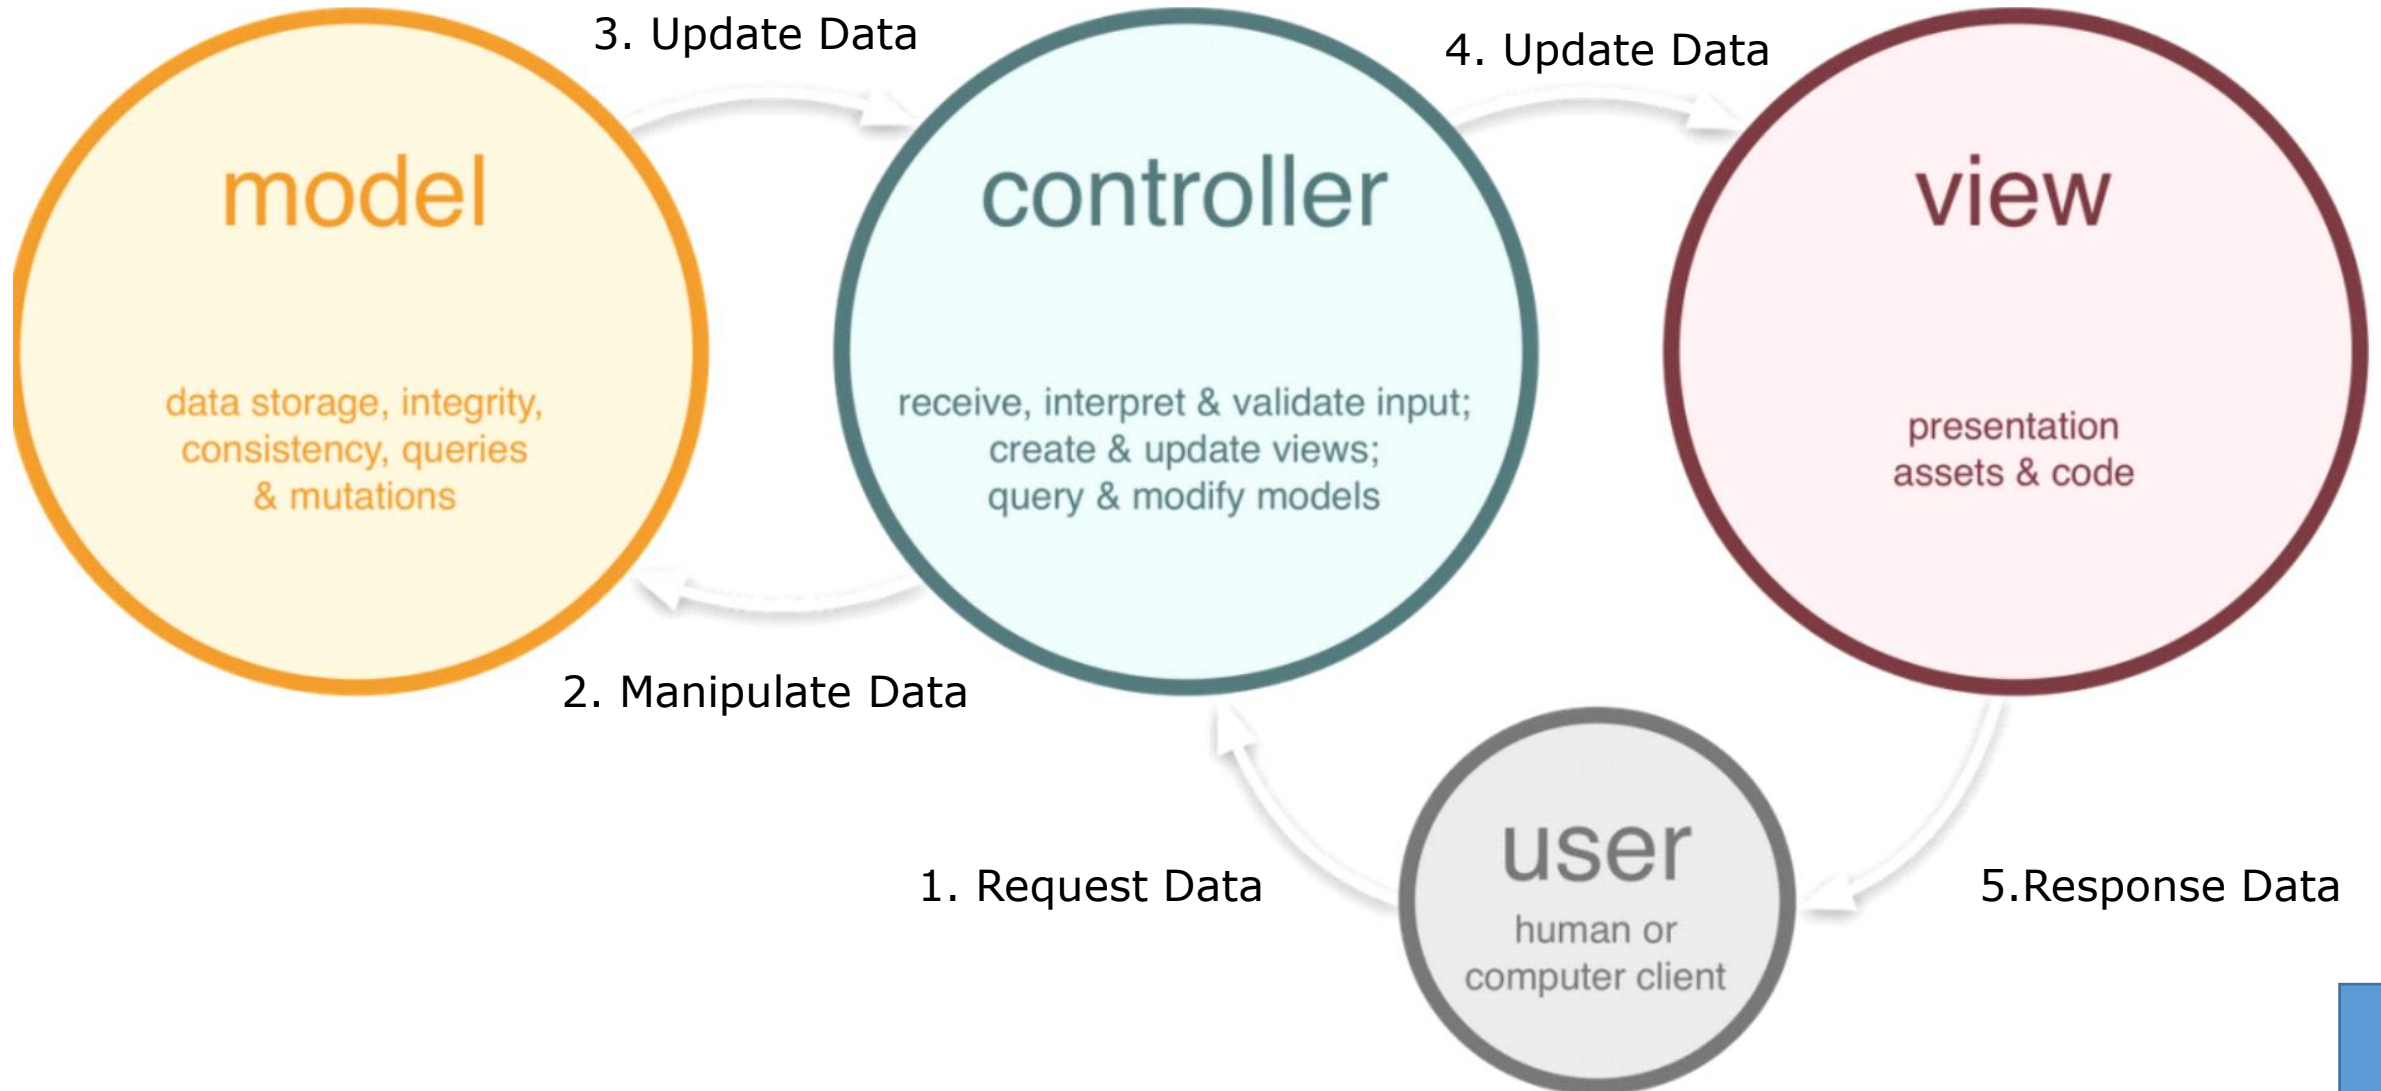 3. Update Data
4. Update Data
model
controller
view
data storage, integrity,
consistency, queries
& mutations
receive, interpret & validate input;
create & update views;
query & modify models
presentation
assets & code
2. Manipulate Data
1. Request Data
user
human or
computer client
5.Response Data